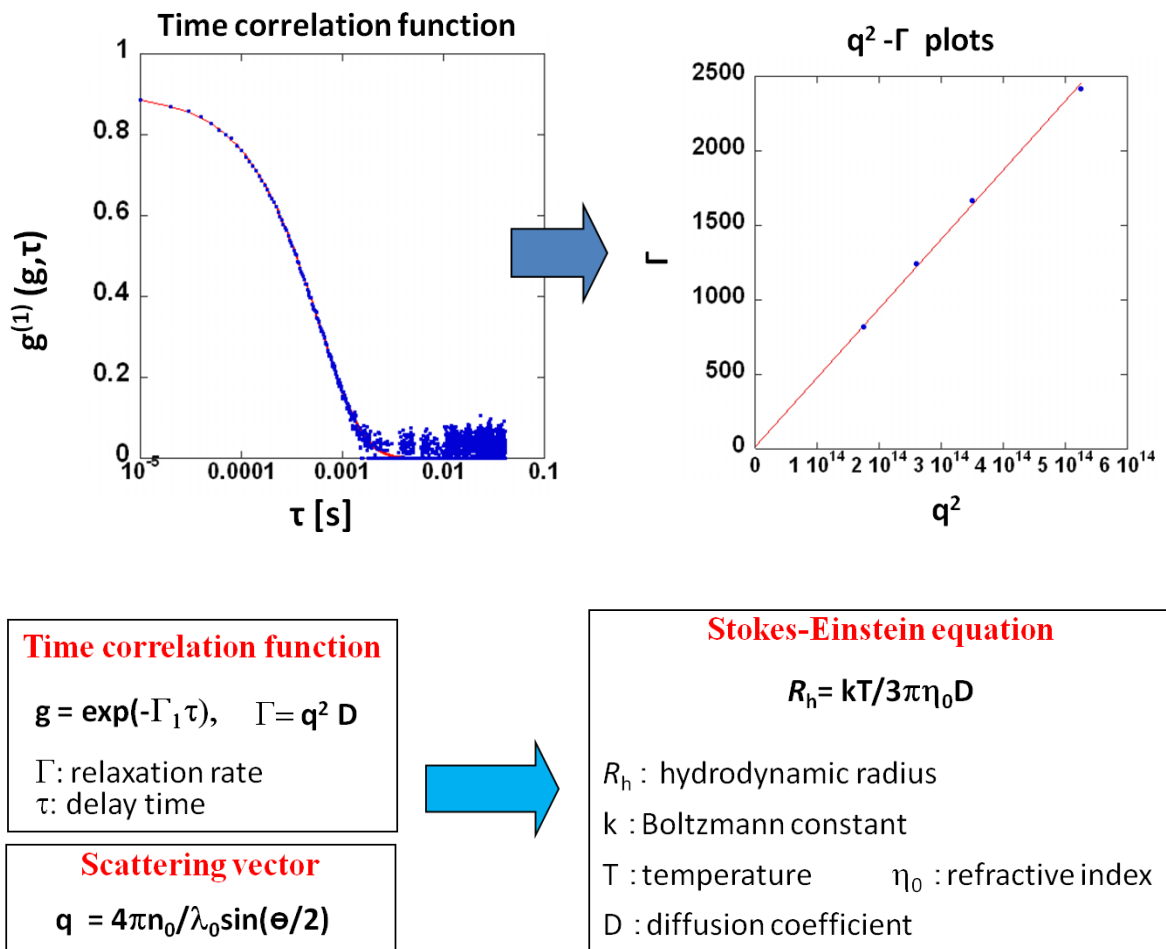 Time correlation function
1
0.8
0.6
0.4
0.2
0
g(1) (g,τ)
10-5 0.0001 0.001 0.01 0.1
τ [s]
q2 -Γ plots
2500
2000
1500
1000
500
0
Γ
0 1 1014 2 1014 3 1014 4 1014 5 1014 6 1014
q2
Time correlation function
g = exp(-Γ1τ), Γ= q2 D
Γ: relaxation rate
τ: delay time
Scattering vector
q = 4πn0/λ0sin(ɵ/2)
Stokes-Einstein equation
Rh= kT/3πη0D
Rh : hydrodynamic radius
k : Boltzmann constant
T : temperature η0 : refractive index
D : diffusion coefficient